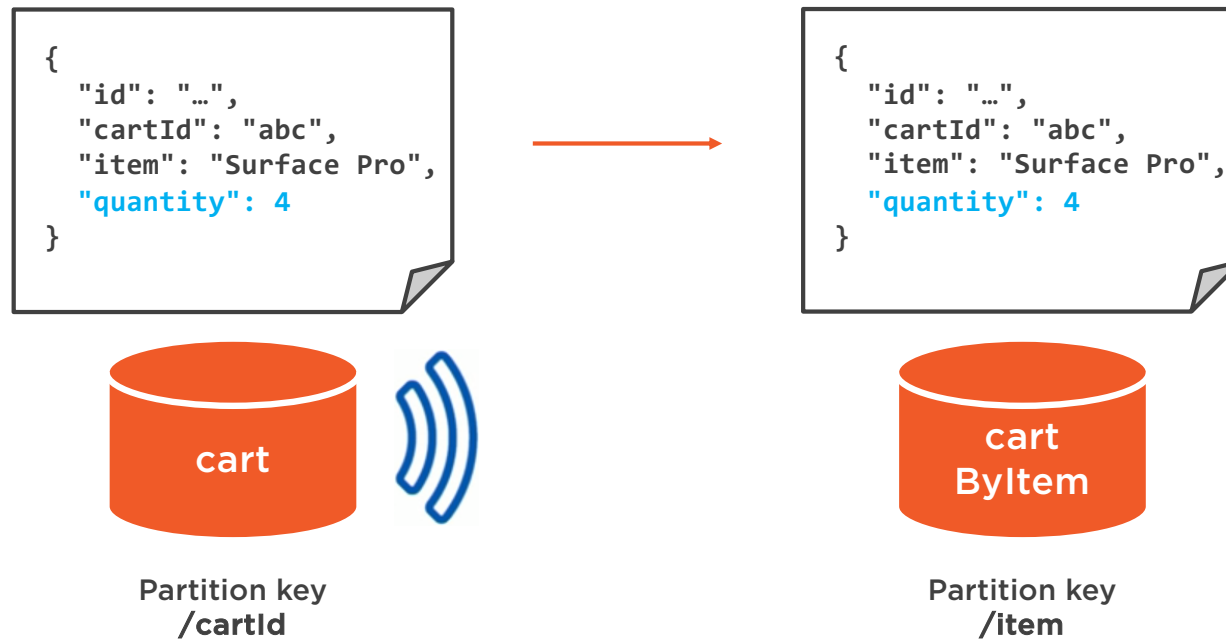 {
"id": "…",
"cartId": "abc",
"item": "Surface Pro",
"quantity": 4
}
cart
Partition key
/cartId
{
"id": "…",
"cartId": "abc",
"item": "Surface Pro",
"quantity": 4
}
cart
ByItem
Partition key
/item